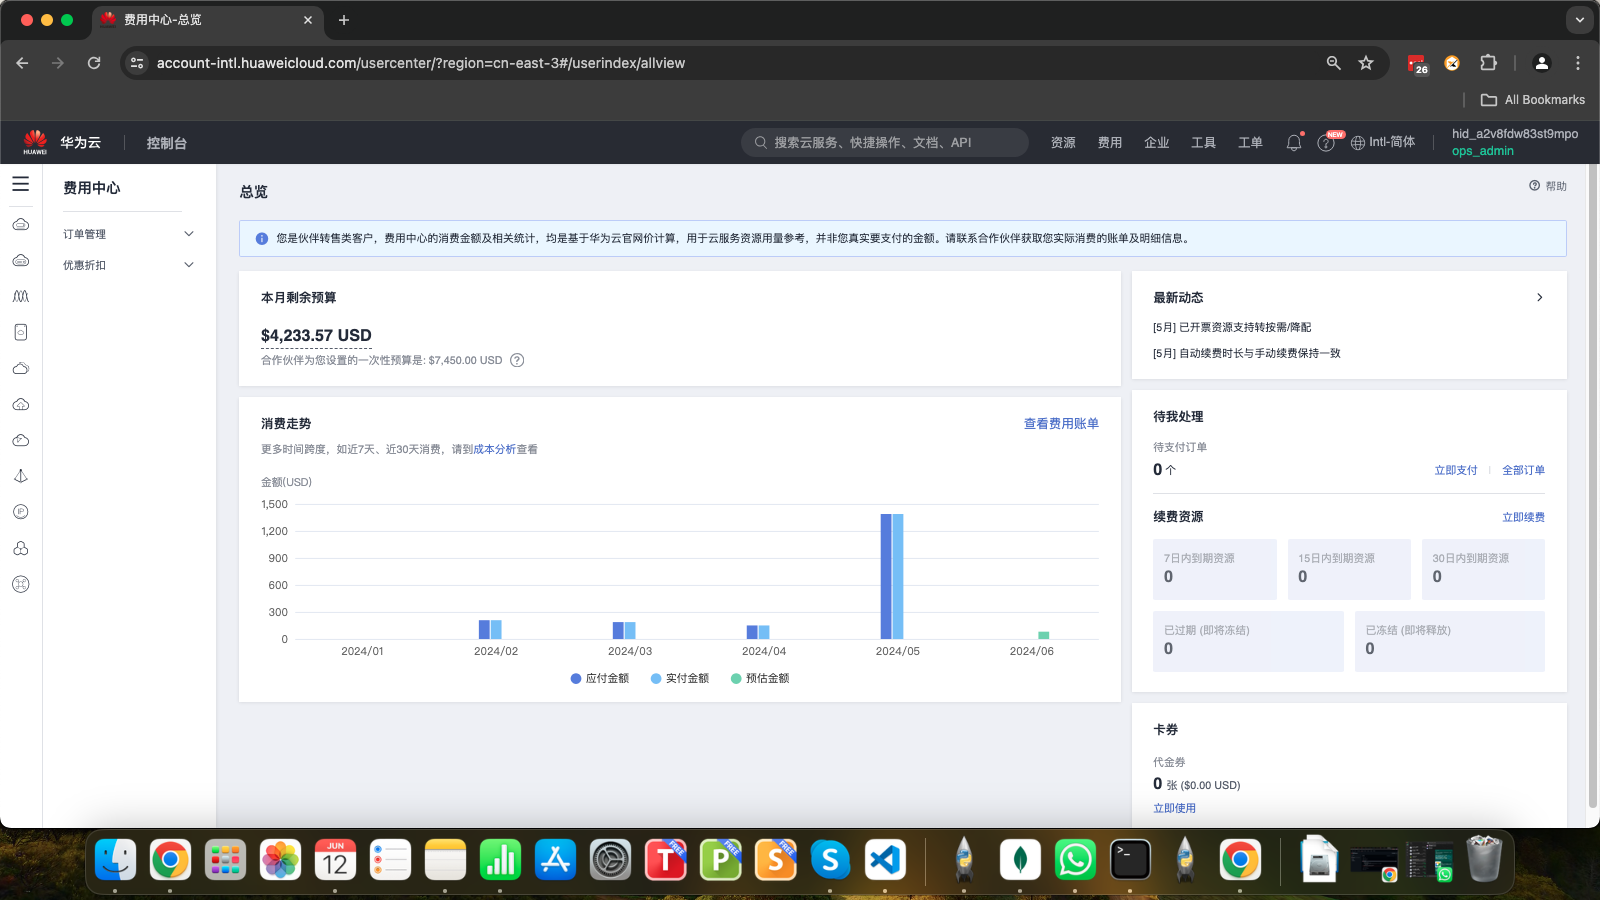 费用中心-总览
account-intl.huaweicloud.com/usercenter/?region=cn-east-3#/userindex/allview
26
All Bookmarks
HUAWEI
华为云
控制台
搜索云服务、快捷操作、文档、API
资源
费用
企业
工具
工单
NEW
Intl-简体
hid_a2v8fdw83st9mpo
ops_admin
费用中心
订单管理
优惠折扣
总览
帮助
您是伙伴转售类客户，费用中心的消费金额及相关统计，均是基于华为云官网价计算，用于云服务资源用量参考，并非您真实要支付的金额。请联系合作伙伴获取您实际消费的账单及明细信息。
本月剩余预算
$4,233.57 USD
合作伙伴为您设置的一次性预算是: $7,450.00 USD
最新动态
[5月] 已开票资源支持转按需/降配
[5月] 自动续费时长与手动续费保持一致
消费走势
查看费用账单
更多时间跨度，如近7天、近30天消费，请到成本分析查看
金额(USD)
1,500
1,200
900
600
300
0
2024/01
2024/02
2024/03
2024/04
2024/05
2024/06
应付金额
实付金额
预估金额
待我处理
待支付订单
0 个
立即支付
全部订单
续费资源
立即续费
7日内到期资源
0
15日内到期资源
0
30日内到期资源
0
已过期 (即将冻结)
0
已冻结 (即将释放)
0
卡券
代金券
0 张 ($0.00 USD)
立即使用
IP
JUN
12
T
FREE
P
FREE
S
FREE
S
>_